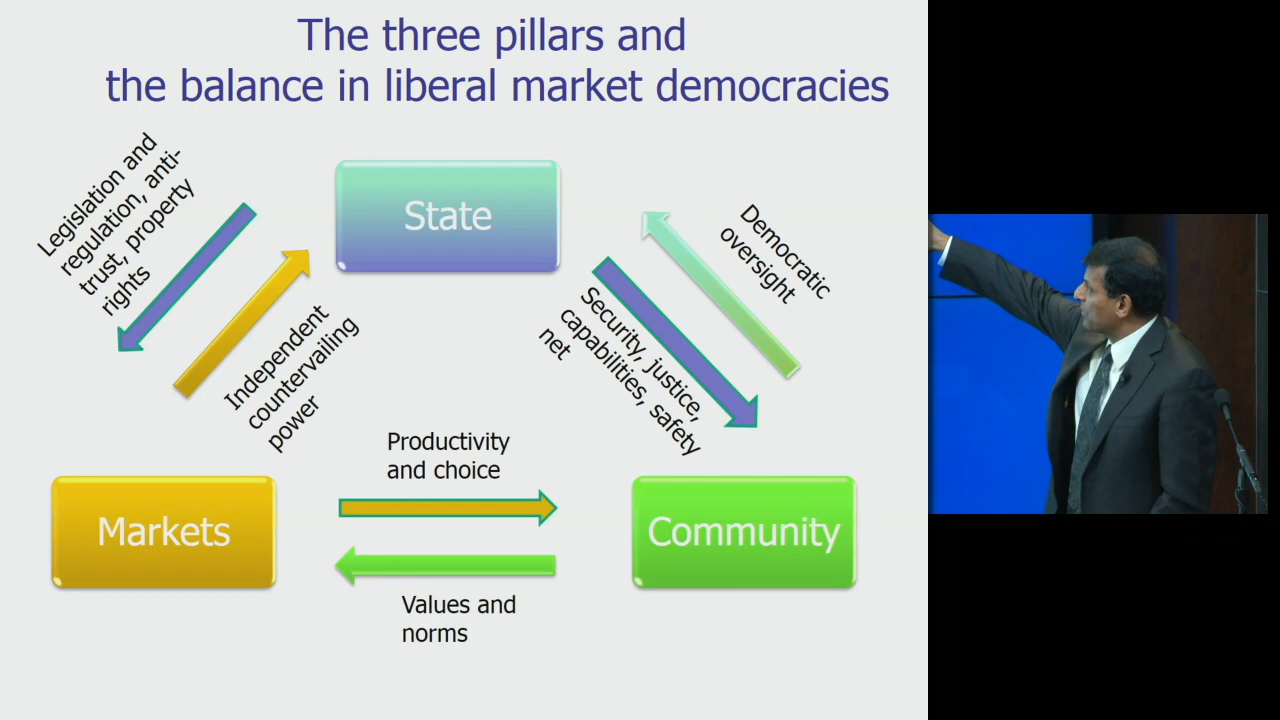 The three pillars and
the balance in liberal market democracies
Legislation and
regulation, anti-
trust, property
rights
State
Democratic
oversight
Independent
countervailing
power
Security, justice,
capabilities, safety
net
Productivity
and choice
Markets
Community
Values and
norms